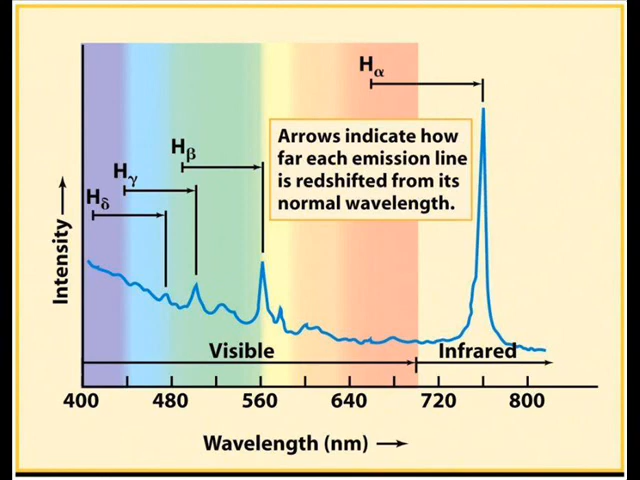 Hα
Arrows indicate how
far each emission line
is redshifted from its
normal wavelength.
Hβ
Hγ
Hδ
Intensity
Visible
Infrared
400 480 560 640 720 800
Wavelength (nm)